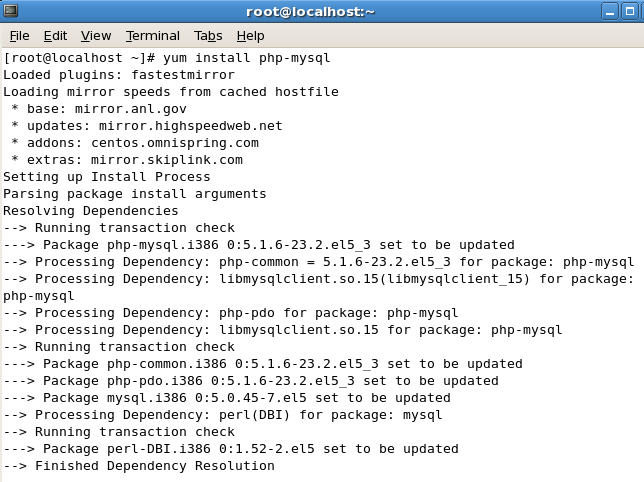 root@localhost:~
File Edit View Terminal Tabs Help
[root@localhost ~]# yum install php-mysql
Loaded plugins: fastestmirror
Loading mirror speeds from cached hostfile
 * base: mirror.anl.gov
 * updates: mirror.highspeedweb.net
 * addons: centos.omnispring.com
 * extras: mirror.skiplink.com
Setting up Install Process
Parsing package install arguments
Resolving Dependencies
--> Running transaction check
---> Package php-mysql.i386 0:5.1.6-23.2.el5_3 set to be updated
--> Processing Dependency: php-common = 5.1.6-23.2.el5_3 for package: php-mysql
--> Processing Dependency: libmysqlclient.so.15(libmysqlclient_15) for package:
php-mysql
--> Processing Dependency: php-pdo for package: php-mysql
--> Processing Dependency: libmysqlclient.so.15 for package: php-mysql
--> Running transaction check
---> Package php-common.i386 0:5.1.6-23.2.el5_3 set to be updated
---> Package php-pdo.i386 0:5.1.6-23.2.el5_3 set to be updated
---> Package mysql.i386 0:5.0.45-7.el5 set to be updated
--> Processing Dependency: perl(DBI) for package: mysql
--> Running transaction check
---> Package perl-DBI.i386 0:1.52-2.el5 set to be updated
--> Finished Dependency Resolution